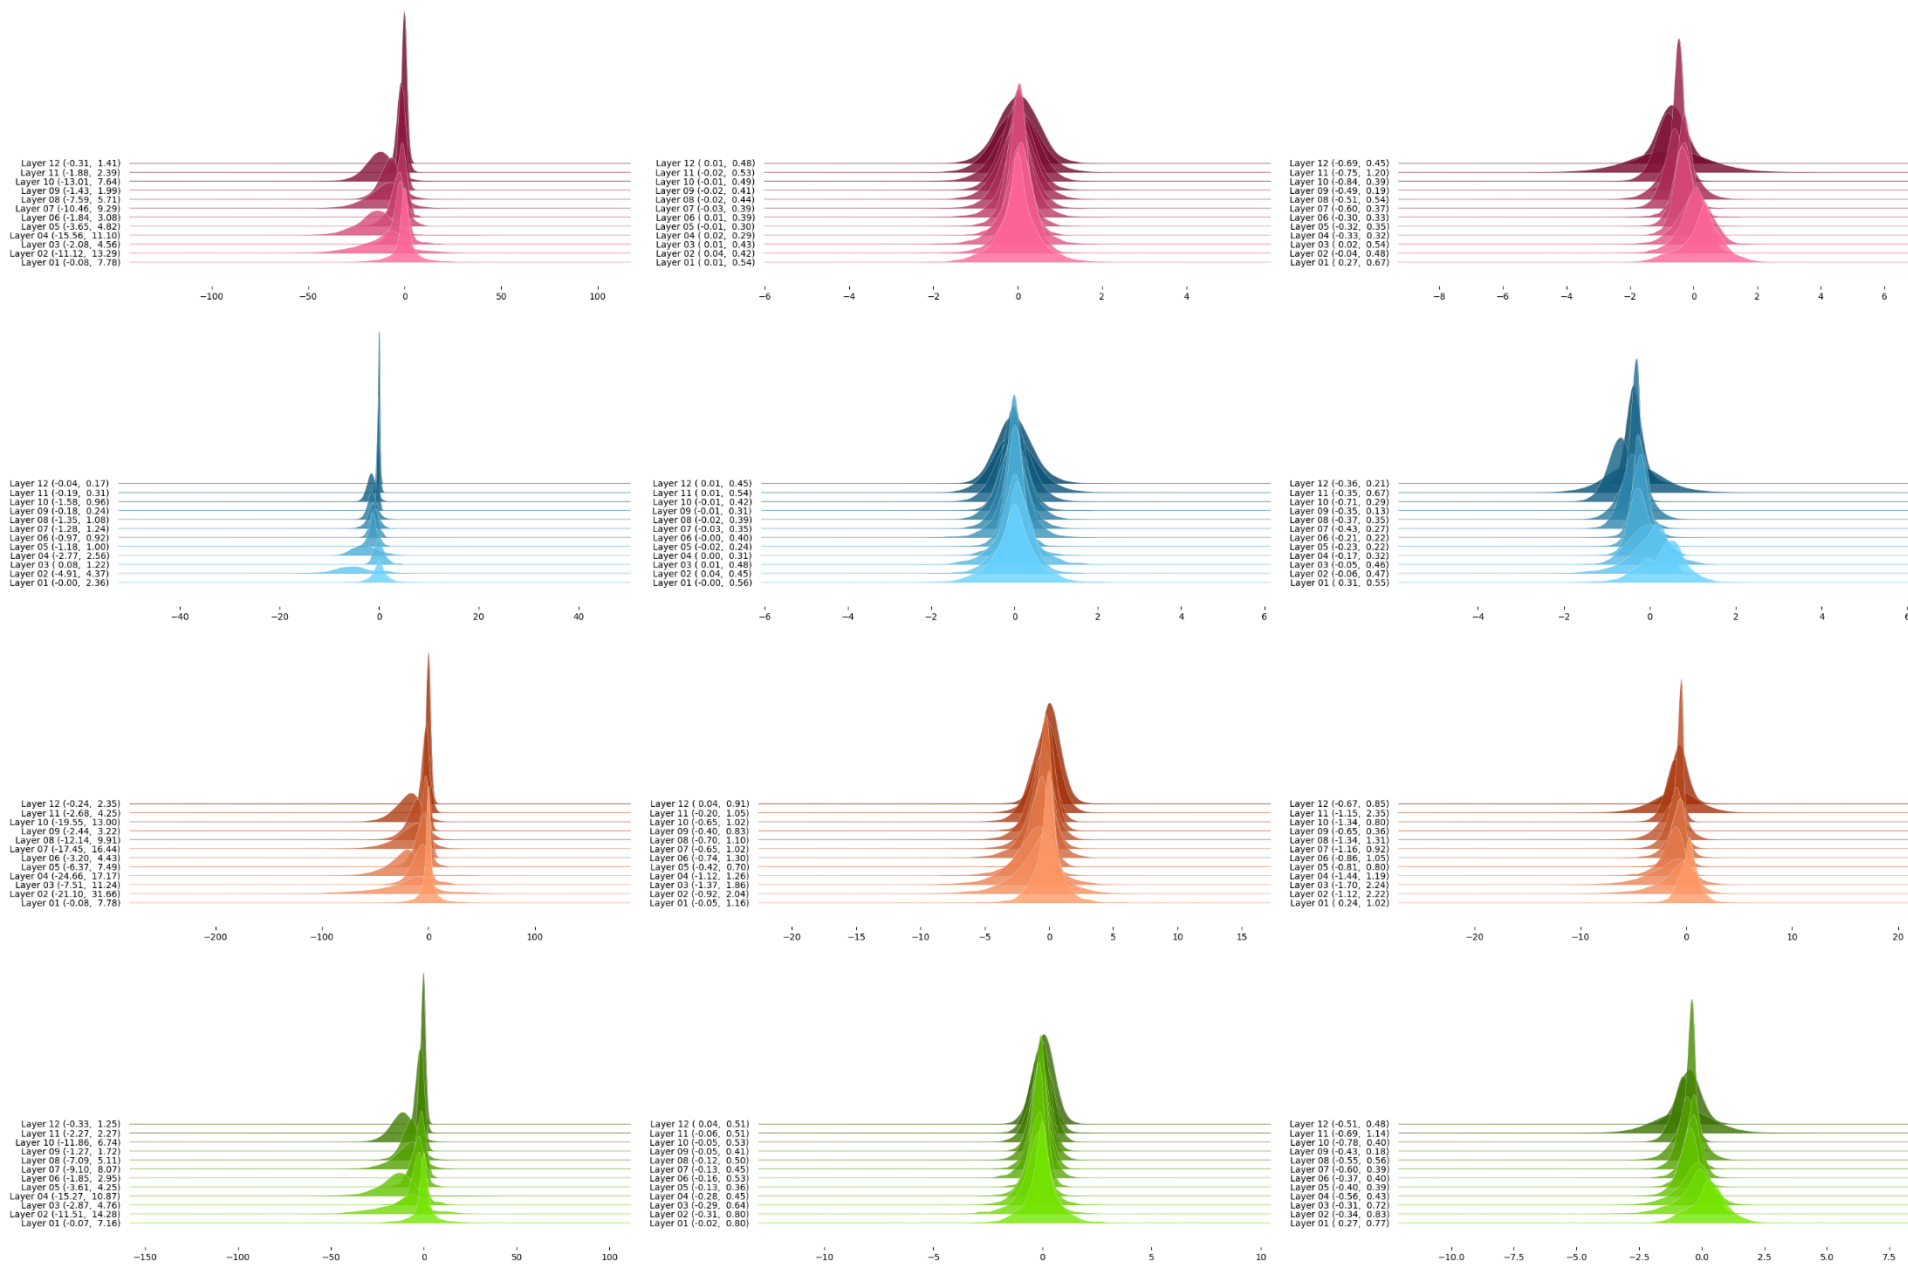 Layer 12 (-0.31, 1.41)
Layer 11 (-1.88, 2.39)
Layer 10 (-13.01, 7.64)
Layer 09 (-1.43, 1.99)
Layer 08 (-7.59, 5.71)
Layer 07 (-10.46, 9.29)
Layer 06 (-1.84, 3.08)
Layer 05 (-3.65, 4.82)
Layer 04 (-15.56, 11.10)
Layer 03 (-2.08, 4.56)
Layer 02 (-11.12, 13.29)
Layer 01 (-0.08, 7.78)
−100 −50 0 50 100
Layer 12 ( 0.01, 0.48)
Layer 11 (-0.02, 0.53)
Layer 10 (-0.01, 0.49)
Layer 09 (-0.02, 0.41)
Layer 08 (-0.02, 0.44)
Layer 07 (-0.03, 0.39)
Layer 06 ( 0.01, 0.39)
Layer 05 (-0.01, 0.30)
Layer 04 ( 0.02, 0.29)
Layer 03 ( 0.01, 0.43)
Layer 02 ( 0.04, 0.42)
Layer 01 ( 0.01, 0.54)
−6 −4 −2 0 2 4
Layer 12 (-0.69, 0.45)
Layer 11 (-0.75, 1.20)
Layer 10 (-0.84, 0.39)
Layer 09 (-0.49, 0.19)
Layer 08 (-0.51, 0.54)
Layer 07 (-0.60, 0.37)
Layer 06 (-0.30, 0.33)
Layer 05 (-0.32, 0.35)
Layer 04 (-0.33, 0.32)
Layer 03 ( 0.02, 0.54)
Layer 02 (-0.04, 0.48)
Layer 01 ( 0.27, 0.67)
−8 −6 −4 −2 0 2 4 6
Layer 12 (-0.04, 0.17)
Layer 11 (-0.19, 0.31)
Layer 10 (-1.58, 0.96)
Layer 09 (-0.18, 0.24)
Layer 08 (-1.35, 1.08)
Layer 07 (-1.28, 1.24)
Layer 06 (-0.97, 0.92)
Layer 05 (-1.18, 1.00)
Layer 04 (-2.77, 2.56)
Layer 03 ( 0.08, 1.22)
Layer 02 (-4.91, 4.37)
Layer 01 (-0.00, 2.36)
−40 −20 0 20 40
Layer 12 ( 0.01, 0.45)
Layer 11 ( 0.01, 0.54)
Layer 10 (-0.01, 0.42)
Layer 09 (-0.01, 0.31)
Layer 08 (-0.02, 0.39)
Layer 07 (-0.03, 0.35)
Layer 06 (-0.00, 0.40)
Layer 05 (-0.02, 0.24)
Layer 04 ( 0.00, 0.31)
Layer 03 ( 0.01, 0.48)
Layer 02 ( 0.04, 0.45)
Layer 01 (-0.00, 0.56)
−6 −4 −2 0 2 4 6
Layer 12 (-0.36, 0.21)
Layer 11 (-0.35, 0.67)
Layer 10 (-0.71, 0.29)
Layer 09 (-0.35, 0.13)
Layer 08 (-0.37, 0.35)
Layer 07 (-0.43, 0.27)
Layer 06 (-0.21, 0.22)
Layer 05 (-0.23, 0.22)
Layer 04 (-0.17, 0.32)
Layer 03 (-0.05, 0.46)
Layer 02 (-0.06, 0.47)
Layer 01 ( 0.31, 0.55)
−4 −2 0 2 4 6
Layer 12 (-0.24, 2.35)
Layer 11 (-2.68, 4.25)
Layer 10 (-19.55, 13.00)
Layer 09 (-2.44, 3.22)
Layer 08 (-12.14, 9.91)
Layer 07 (-17.45, 16.44)
Layer 06 (-3.20, 4.43)
Layer 05 (-6.37, 7.49)
Layer 04 (-24.66, 17.17)
Layer 03 (-7.51, 11.24)
Layer 02 (-21.10, 31.66)
Layer 01 (-0.08, 7.78)
−200 −100 0 100
Layer 12 ( 0.04, 0.91)
Layer 11 (-0.20, 1.05)
Layer 10 (-0.65, 1.02)
Layer 09 (-0.40, 0.83)
Layer 08 (-0.70, 1.10)
Layer 07 (-0.65, 1.02)
Layer 06 (-0.74, 1.30)
Layer 05 (-0.42, 0.70)
Layer 04 (-1.12, 1.26)
Layer 03 (-1.37, 1.86)
Layer 02 (-0.92, 2.04)
Layer 01 (-0.05, 1.16)
−20 −15 −10 −5 0 5 10 15
Layer 12 (-0.67, 0.85)
Layer 11 (-1.15, 2.35)
Layer 10 (-1.34, 0.80)
Layer 09 (-0.65, 0.36)
Layer 08 (-1.34, 1.31)
Layer 07 (-1.16, 0.92)
Layer 06 (-0.86, 1.05)
Layer 05 (-0.81, 0.80)
Layer 04 (-1.44, 1.19)
Layer 03 (-1.70, 2.24)
Layer 02 (-1.12, 2.22)
Layer 01 ( 0.24, 1.02)
−20 −10 0 10 20
Layer 12 (-0.33, 1.25)
Layer 11 (-2.27, 2.27)
Layer 10 (-11.86, 6.74)
Layer 09 (-1.27, 1.72)
Layer 08 (-7.09, 5.11)
Layer 07 (-9.10, 8.07)
Layer 06 (-1.85, 2.95)
Layer 05 (-3.61, 4.25)
Layer 04 (-15.27, 10.87)
Layer 03 (-2.87, 4.76)
Layer 02 (-11.51, 14.28)
Layer 01 (-0.07, 7.16)
−150 −100 −50 0 50 100
Layer 12 ( 0.04, 0.51)
Layer 11 (-0.06, 0.51)
Layer 10 (-0.05, 0.53)
Layer 09 (-0.05, 0.41)
Layer 08 (-0.12, 0.50)
Layer 07 (-0.13, 0.45)
Layer 06 (-0.16, 0.53)
Layer 05 (-0.13, 0.36)
Layer 04 (-0.28, 0.45)
Layer 03 (-0.29, 0.64)
Layer 02 (-0.31, 0.80)
Layer 01 (-0.02, 0.80)
−10 −5 0 5 10
Layer 12 (-0.51, 0.48)
Layer 11 (-0.69, 1.14)
Layer 10 (-0.78, 0.40)
Layer 09 (-0.43, 0.18)
Layer 08 (-0.55, 0.56)
Layer 07 (-0.60, 0.39)
Layer 06 (-0.37, 0.40)
Layer 05 (-0.40, 0.39)
Layer 04 (-0.56, 0.43)
Layer 03 (-0.31, 0.72)
Layer 02 (-0.34, 0.83)
Layer 01 ( 0.27, 0.77)
−10.0 −7.5 −5.0 −2.5 0.0 2.5 5.0 7.5